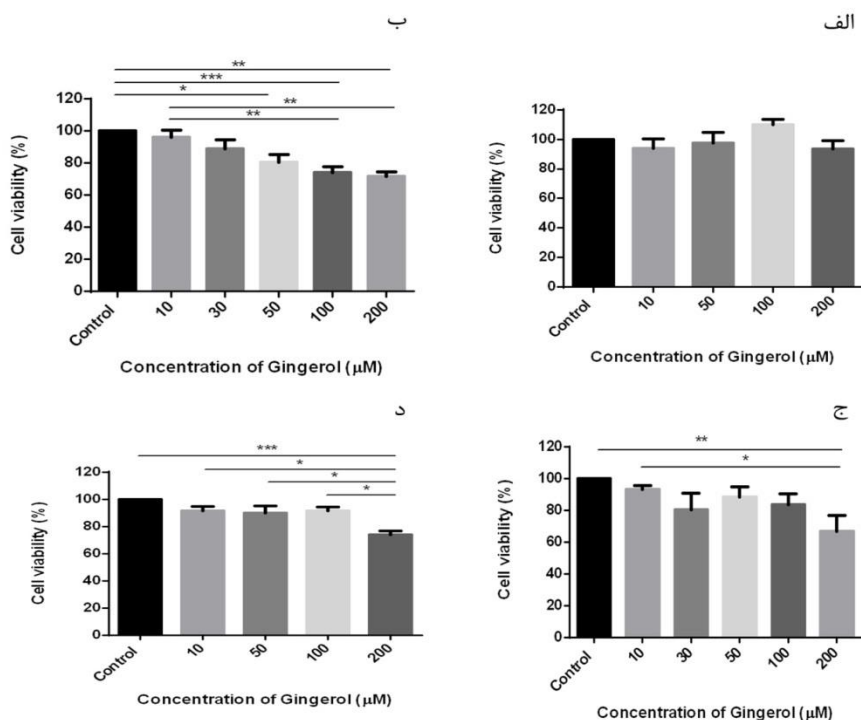 ب
**
***
*
**
**
120
100
80
60
40
20
0
Cell viability (%)
Control 10 30 50 100 200
Concentration of Gingerol (µM)
الف
120
100
80
60
40
20
0
Cell viability (%)
Control 10 50 100 200
Concentration of Gingerol (µM)
د
***
*
*
*
120
100
80
60
40
20
0
Cell viability (%)
Control 10 50 100 200
Concentration of Gingerol (µM)
ج
**
*
120
100
80
60
40
20
0
Cell viability (%)
Control 10 30 50 100 200
Concentration of Gingerol (µM)